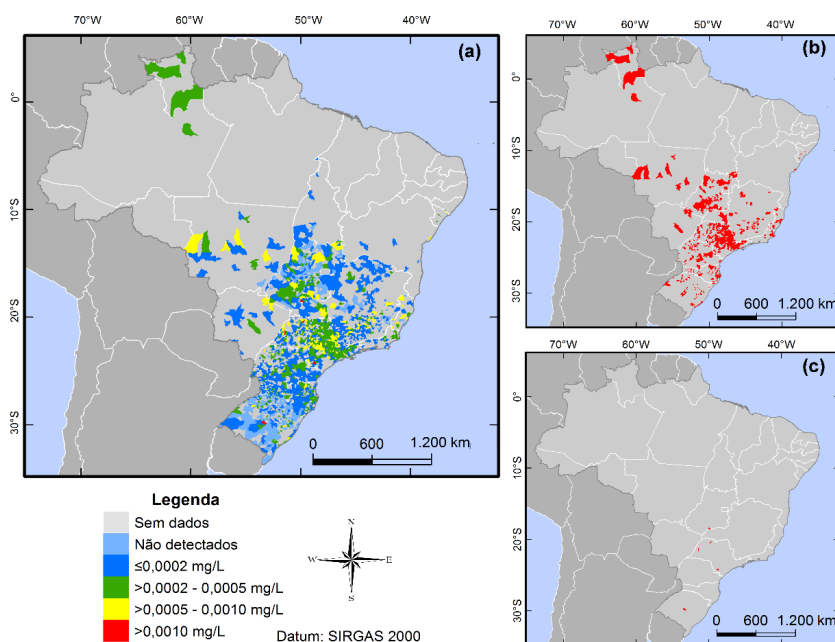 70°W 60°W 50°W 40°W
(a)
0°
10°S
20°S
30°S
0 600 1.200 km
70°W 60°W 50°W 40°W
(b)
0°
10°S
20°S
30°S
0 600 1.200 km
70°W 60°W 50°W 40°W
(c)
0°
10°S
20°S
30°S
0 600 1.200 km
Legenda
Sem dados
Não detectados
≤0,0002 mg/L
>0,0002 - 0,0005 mg/L
>0,0005 - 0,0010 mg/L
>0,0010 mg/L
N
W E
S
Datum: SIRGAS 2000